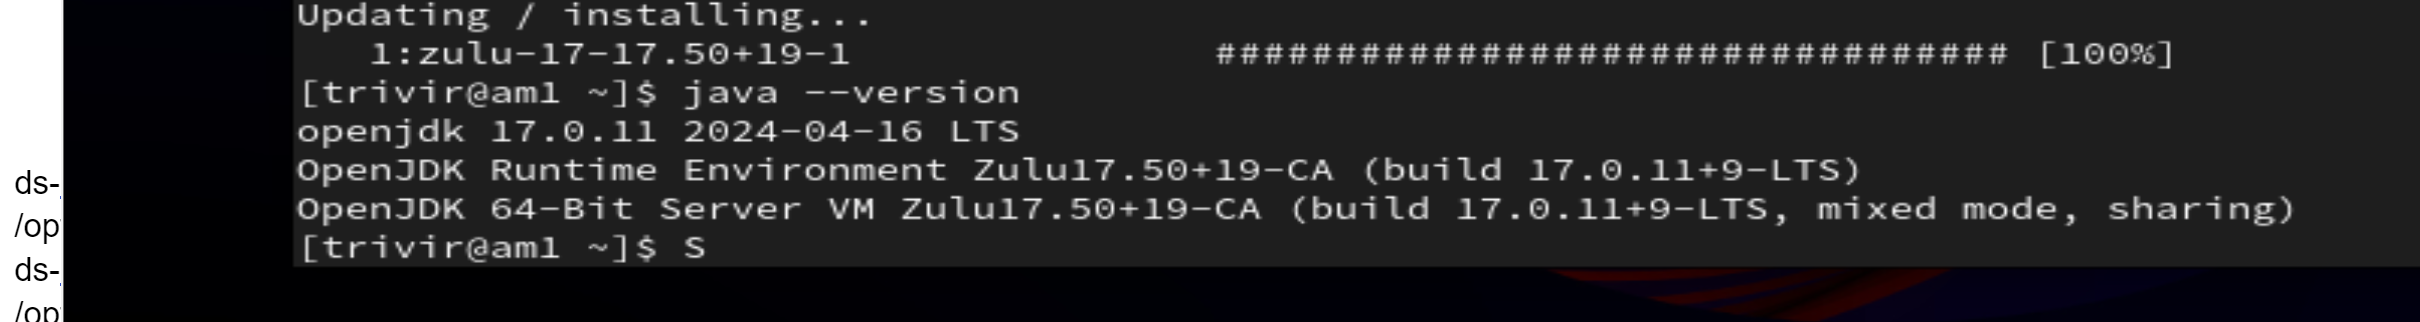 Updating / installing...
1:zulu-17-17.50+19-1 ################################# [100%]
[trivir@am1 ~]$ java --version
openjdk 17.0.11 2024-04-16 LTS
OpenJDK Runtime Environment Zulu17.50+19-CA (build 17.0.11+9-LTS)
OpenJDK 64-Bit Server VM Zulu17.50+19-CA (build 17.0.11+9-LTS, mixed mode, sharing)
[trivir@am1 ~]$ S
ds-
/op
ds-
/op